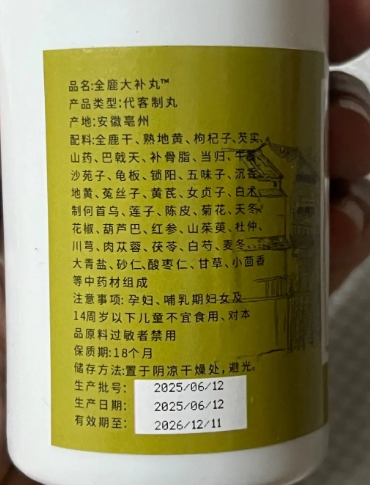 品名:全鹿大补丸™
产品类型:代客制丸
产地:安徽亳州
配料:全鹿干、熟地黄、枸杞子、芡实、
山药、巴戟天、补骨脂、当归、牛膝、
沙苑子、龟板、锁阳、五味子、沉香、
地黄、菟丝子、黄芪、女贞子、白术、
制何首乌、莲子、陈皮、菊花、天冬、
花椒、葫芦巴、红参、山茱萸、杜仲、
川芎、肉苁蓉、茯苓、白芍、麦冬、
大青盐、砂仁、酸枣仁、甘草、小茴香
等中药材组成
注意事项:孕妇、哺乳期妇女及
14周岁以下儿童不宜食用、对本
品原料过敏者禁用
保质期:18个月
储存方法:置于阴凉干燥处,避光。
生产批号: 2025/06/12
生产日期: 2025/06/12
有效期至: 2026/12/11